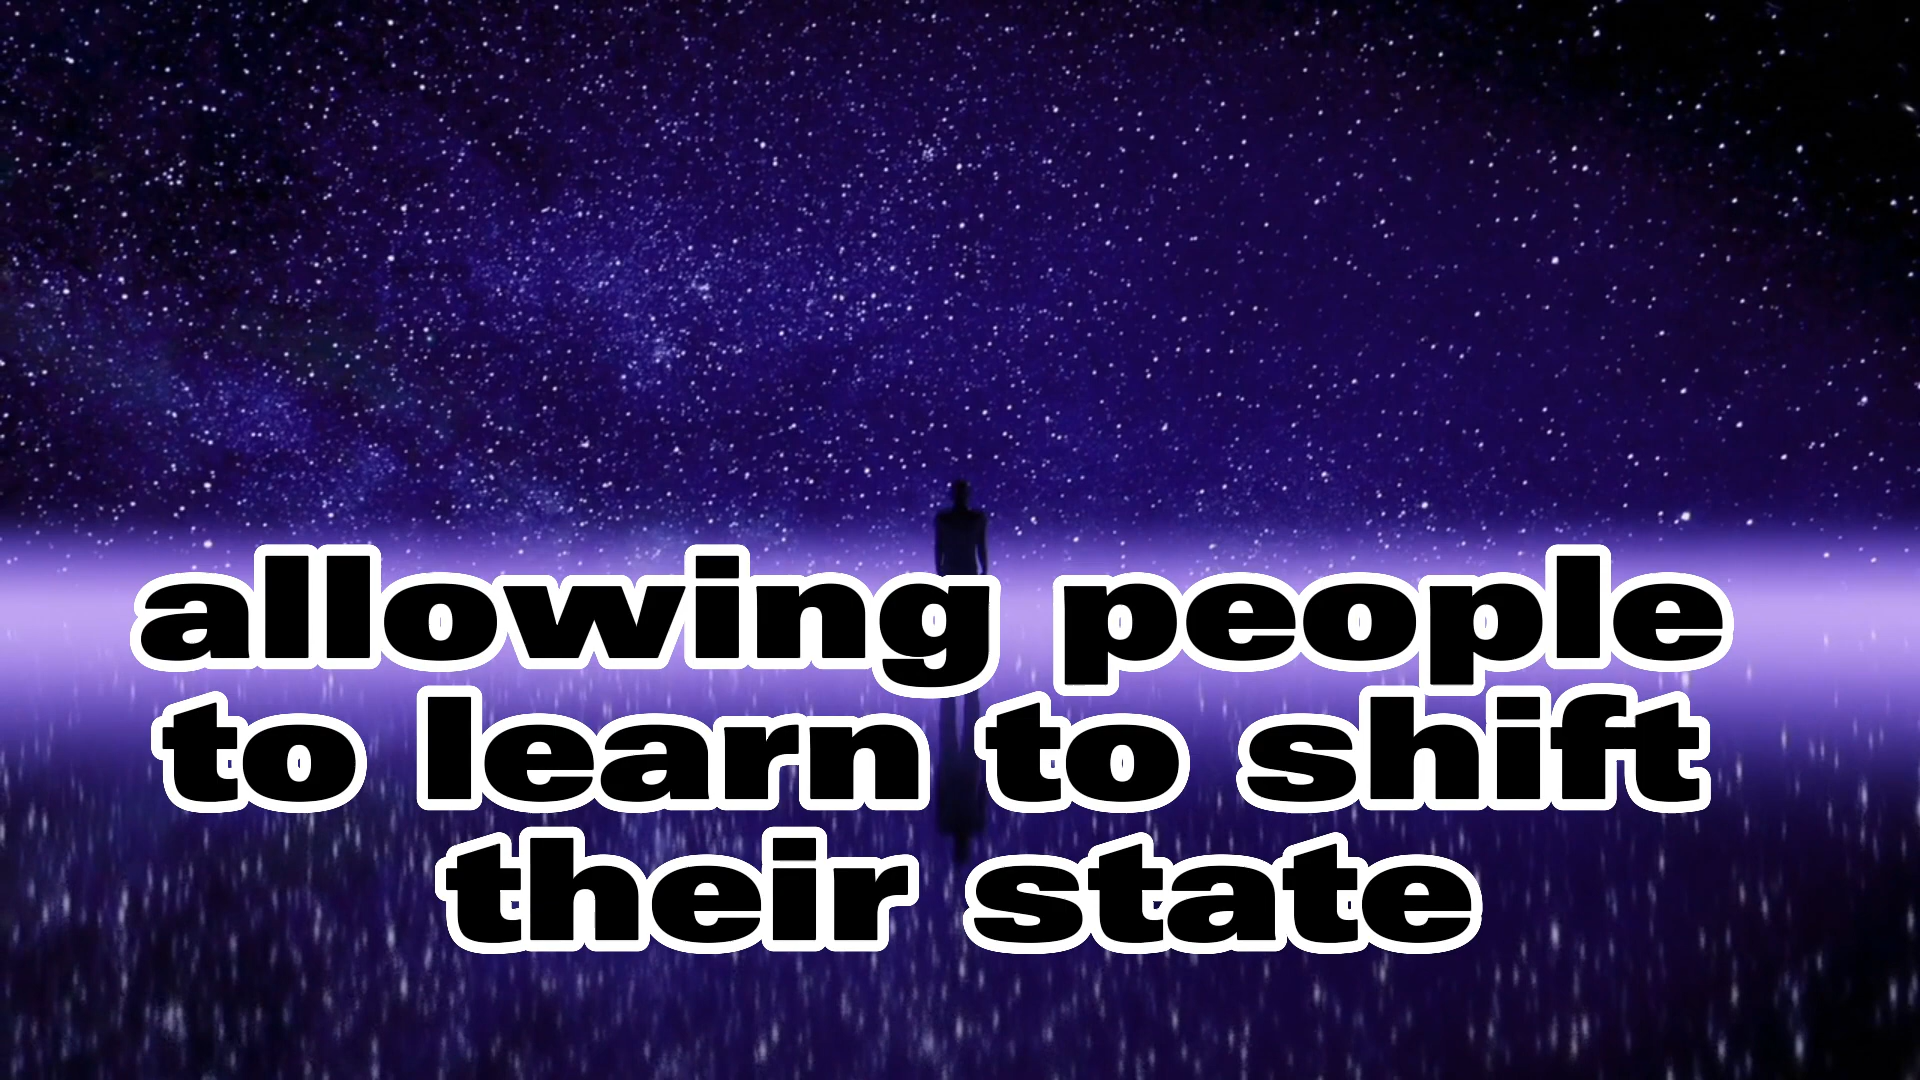 allowing people
to learn to shift
their state